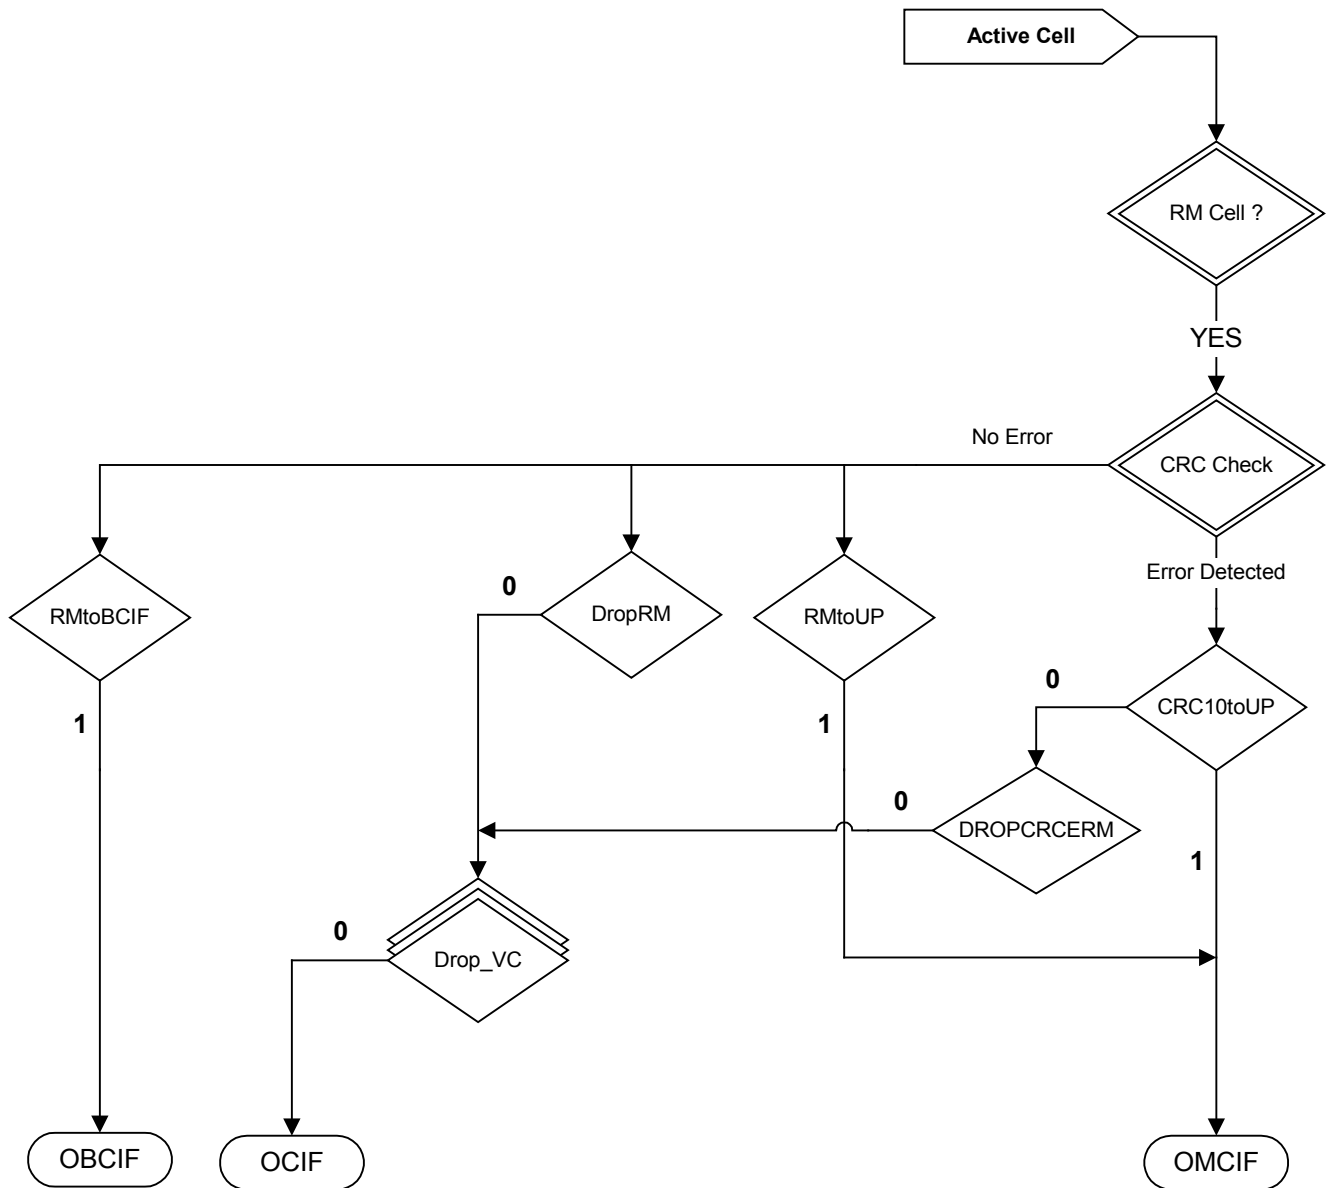 Active Cell
RM Cell ?
YES
No Error
CRC Check
Error Detected
RMtoBCIF
0
DropRM
RMtoUP
0
CRC10toUP
1
1
0
DROPCRCERM
1
0
Drop_VC
OBCIF
OCIF
OMCIF